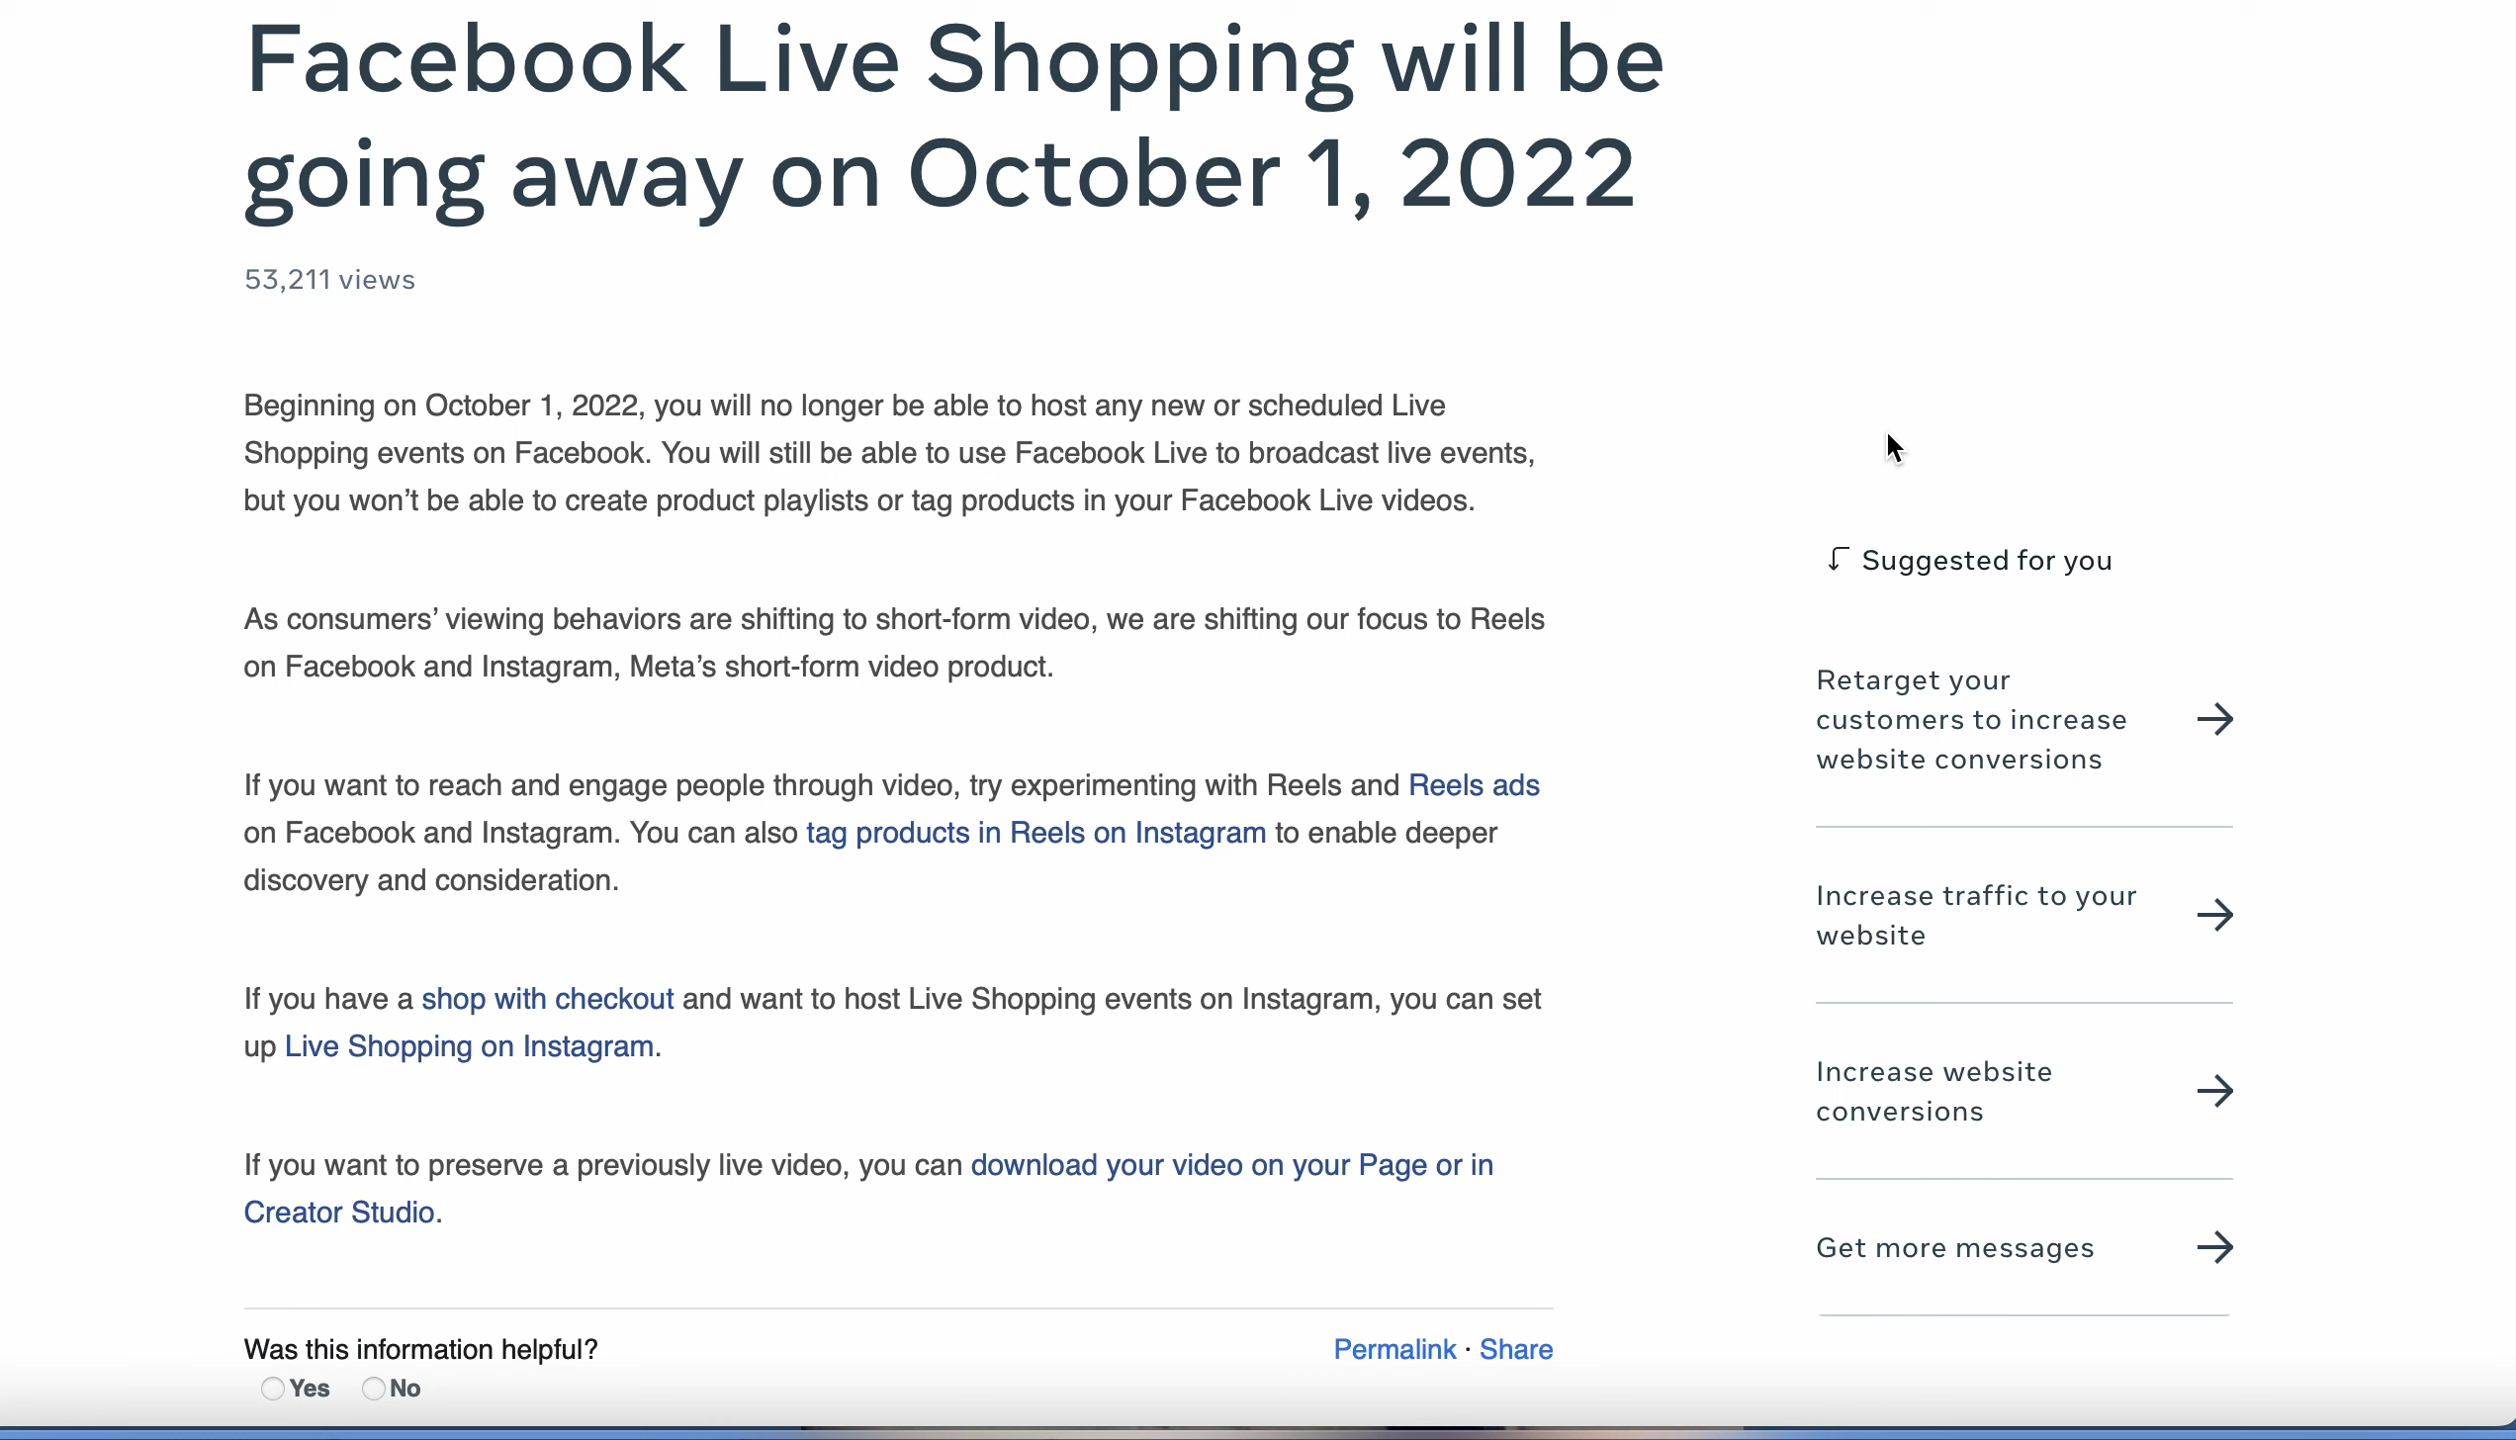 Facebook Live Shopping will be
going away on October 1, 2022
53,211 views
Beginning on October 1, 2022, you will no longer be able to host any new or scheduled Live
Shopping events on Facebook. You will still be able to use Facebook Live to broadcast live events,
but you won’t be able to create product playlists or tag products in your Facebook Live videos.
As consumers’ viewing behaviors are shifting to short-form video, we are shifting our focus to Reels
on Facebook and Instagram, Meta’s short-form video product.
If you want to reach and engage people through video, try experimenting with Reels and Reels ads
on Facebook and Instagram. You can also tag products in Reels on Instagram to enable deeper
discovery and consideration.
If you have a shop with checkout and want to host Live Shopping events on Instagram, you can set
up Live Shopping on Instagram.
If you want to preserve a previously live video, you can download your video on your Page or in
Creator Studio.
Was this information helpful?
Permalink · Share
Yes No
Suggested for you
Retarget your
customers to increase
website conversions
Increase traffic to your
website
Increase website
conversions
Get more messages